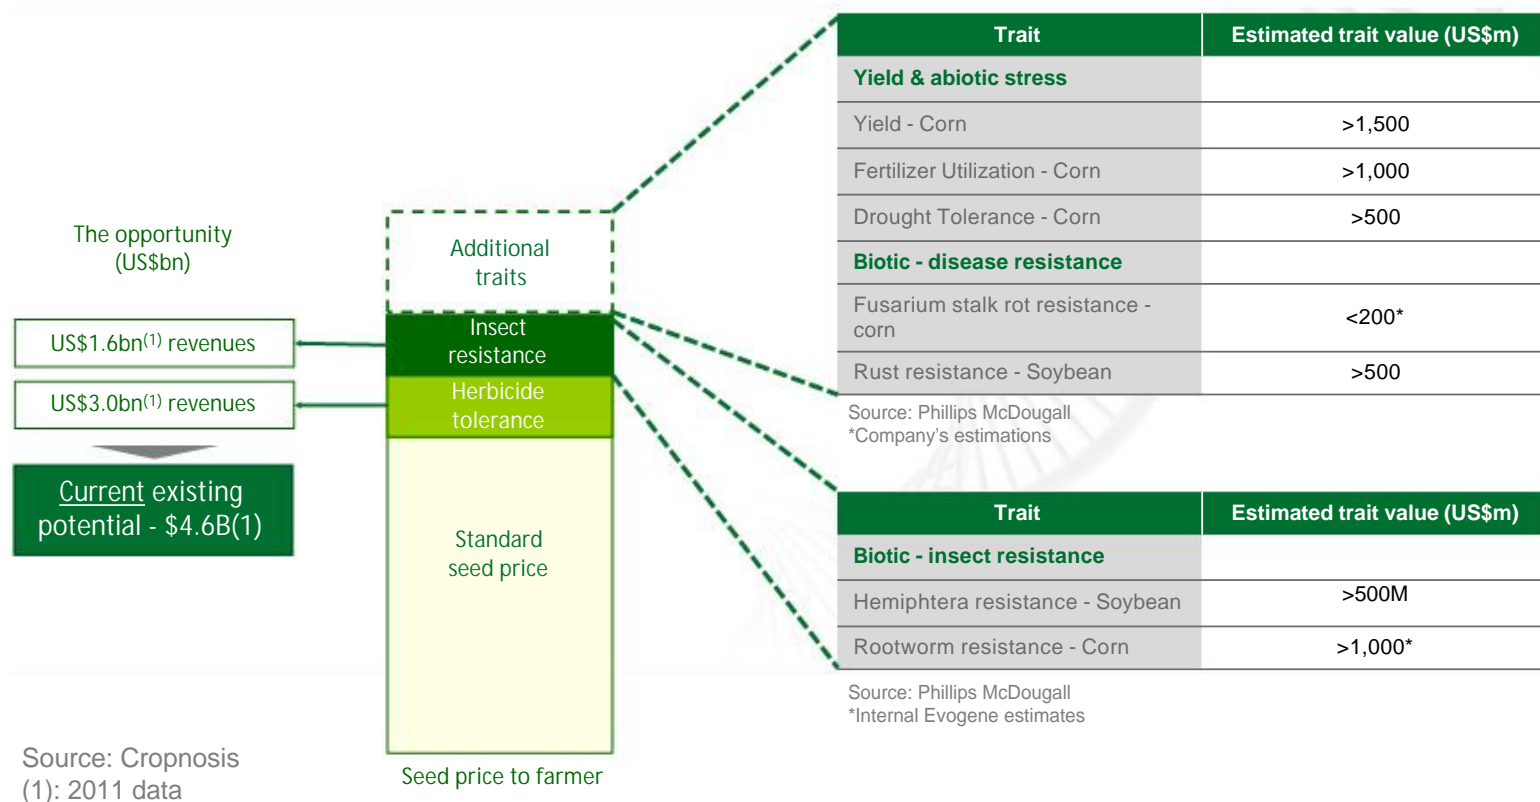 The opportunity
(US$bn)
US$1.6bn(1) revenues
US$3.0bn(1) revenues
Current existing
potential - $4.6B(1)
Source: Cropnosis
(1): 2011 data
Additional
traits
Insect
resistance
Herbicide
tolerance
Standard
seed price
Seed price to farmer
Trait Estimated trait value (US$m)
Yield & abiotic stress
Yield - Corn >1,500
Fertilizer Utilization - Corn >1,000
Drought Tolerance - Corn >500
Biotic - disease resistance
Fusarium stalk rot resistance -
corn <200*
Rust resistance - Soybean >500
Source: Phillips McDougall
*Company’s estimations
Trait Estimated trait value (US$m)
Biotic - insect resistance
Hemiphtera resistance - Soybean >500M
Rootworm resistance - Corn >1,000*
Source: Phillips McDougall
*Internal Evogene estimates